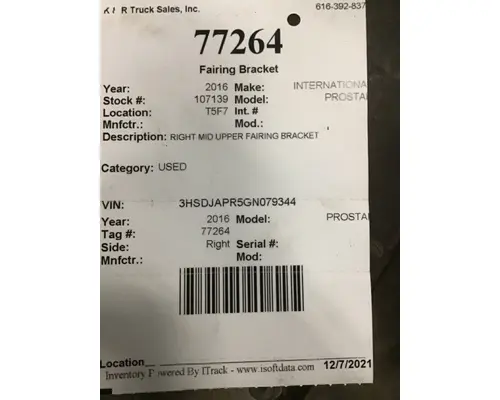 R Truck Sales, Inc. 616-392-837
77264
Fairing Bracket
Year: 2016 Make: INTERNATIONA
Stock #: 107139 Model: PROSTAR
Location: T5F7 Int. #
Mnfctr.: Mod.:
Description: RIGHT MID UPPER FAIRING BRACKET
Category: USED
VIN: 3HSDJAPR5GN079344
Year: 2016 Model: PROSTAR
Tag #: 77264
Side: Right Serial #:
Mnfctr.: Mod:
Location
Inventory Powered By ITrack - www.isoftdata.com 12/7/2021